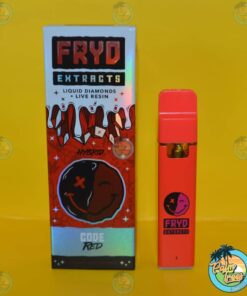 FRYD
EXTRACTS
LIQUID DIAMONDS
+ LIVE RESIN
HYBRID
CODE
RED
FRYD
EXTRACTS